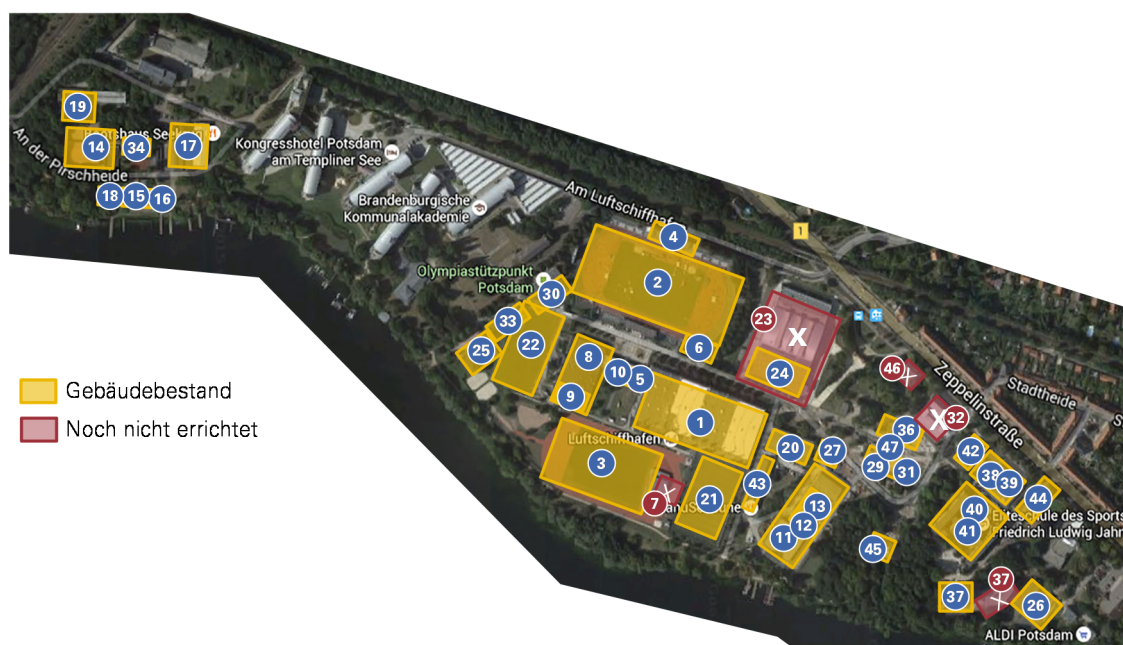 19
14
34
17
An der Pirschheide
18
15
16
Kongresshotel Potsdam
am Templiner See
Brandenburgische
Kommunalakademie
Am Luftschiffhafen
4
1
2
Olympiastützpunkt
Potsdam
30
33
25
22
23
X
6
24
8
10
5
9
46
X
Zeppelinstraße
Stadtheide
X
32
1
Luftschiffhafen
36
47
20
27
29
31
42
38
39
44
3
X
7
21
43
13
12
11
40
41
Eliteschule des Sports
Friedrich Ludwig Jahn
45
37
37
X
26
ALDI Potsdam
Gebäudebestand
Noch nicht errichtet